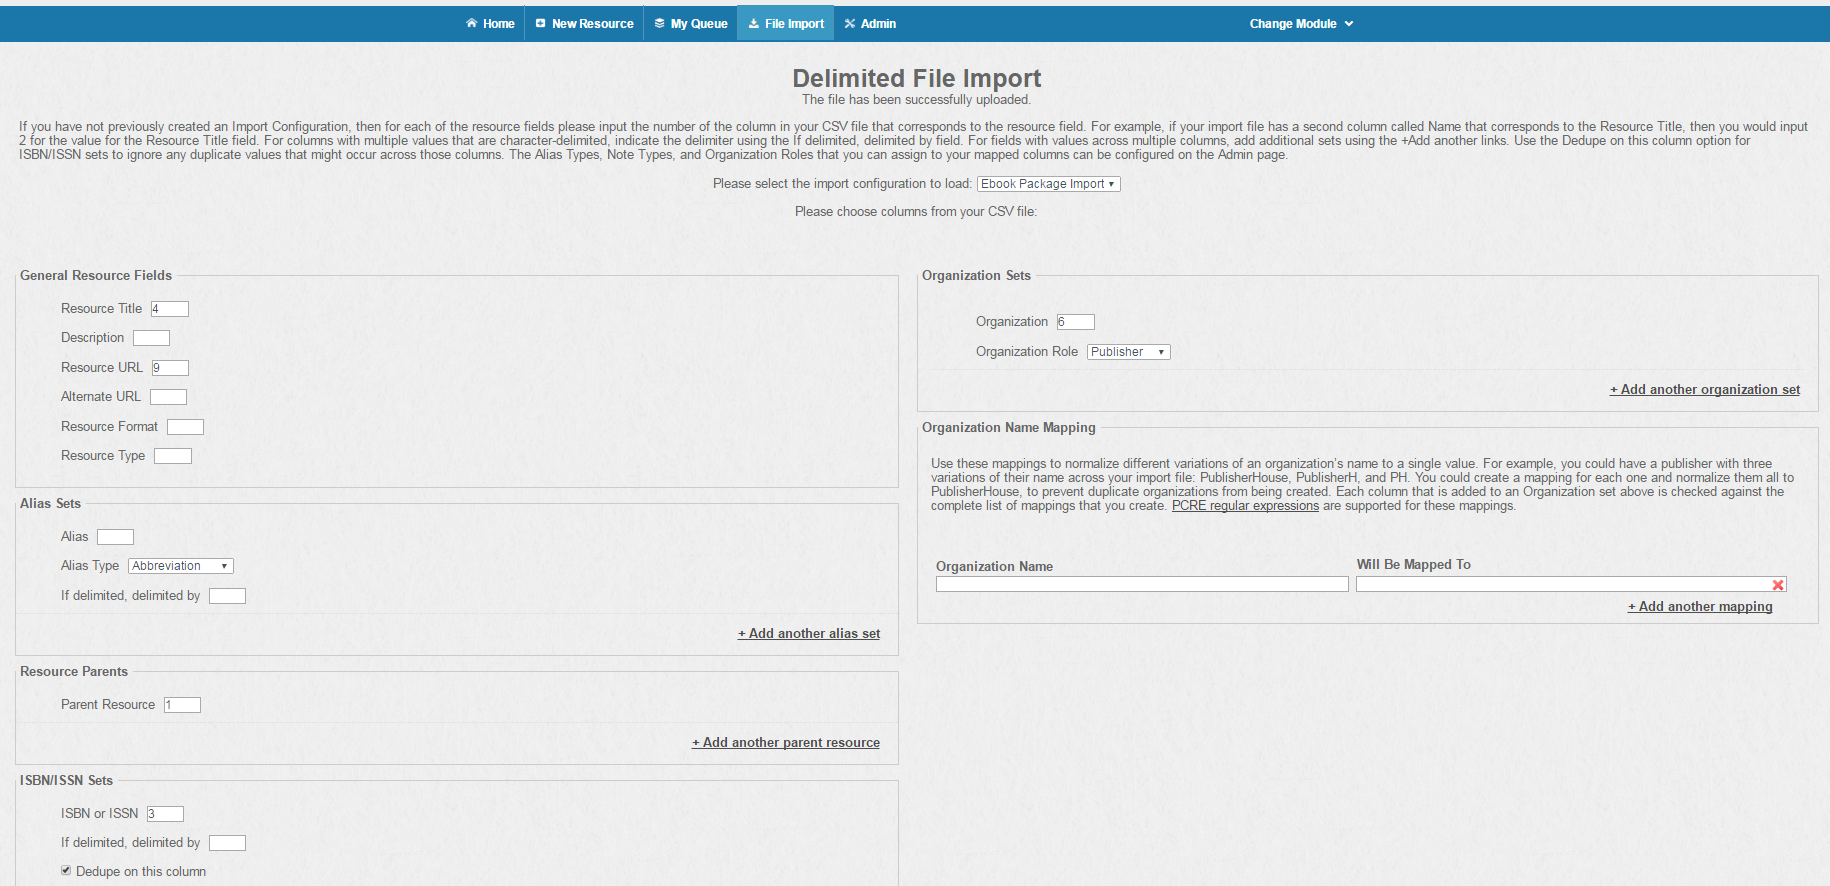 Home New Resource My Queue File Import Admin Change Module
Delimited File Import
The file has been successfully uploaded.
If you have not previously created an Import Configuration, then for each of the resource fields please input the number of the column in your CSV file that corresponds to the resource field. For example, if your import file has a second column called Name that corresponds to the Resource Title, then you would input
2 for the value for the Resource Title field. For columns with multiple values that are character-delimited, indicate the delimiter using the If delimited, delimited by field. For fields with values across multiple columns, add additional sets using the +Add another links. Use the Dedupe on this column option for
ISBN/ISSN sets to ignore any duplicate values that might occur across those columns. The Alias Types, Note Types, and Organization Roles that you can assign to your mapped columns can be configured on the Admin page.
Please select the import configuration to load: Ebook Package Import
Please choose columns from your CSV file:
General Resource Fields
Resource Title 4
Description
Resource URL 9
Alternate URL
Resource Format
Resource Type
Alias Sets
Alias
Alias Type Abbreviation
If delimited, delimited by
+ Add another alias set
Resource Parents
Parent Resource 1
+ Add another parent resource
ISBN/ISSN Sets
ISBN or ISSN 3
If delimited, delimited by
Dedupe on this column
Organization Sets
Organization 6
Organization Role Publisher
+ Add another organization set
Organization Name Mapping
Use these mappings to normalize different variations of an organization's name to a single value. For example, you could have a publisher with three
variations of their name across your import file: PublisherHouse, PublisherH, and PH. You could create a mapping for each one and normalize them all to
PublisherHouse, to prevent duplicate organizations from being created. Each column that is added to an Organization set above is checked against the
complete list of mappings that you create. PCRE regular expressions are supported for these mappings.
Organization Name Will Be Mapped To
+ Add another mapping